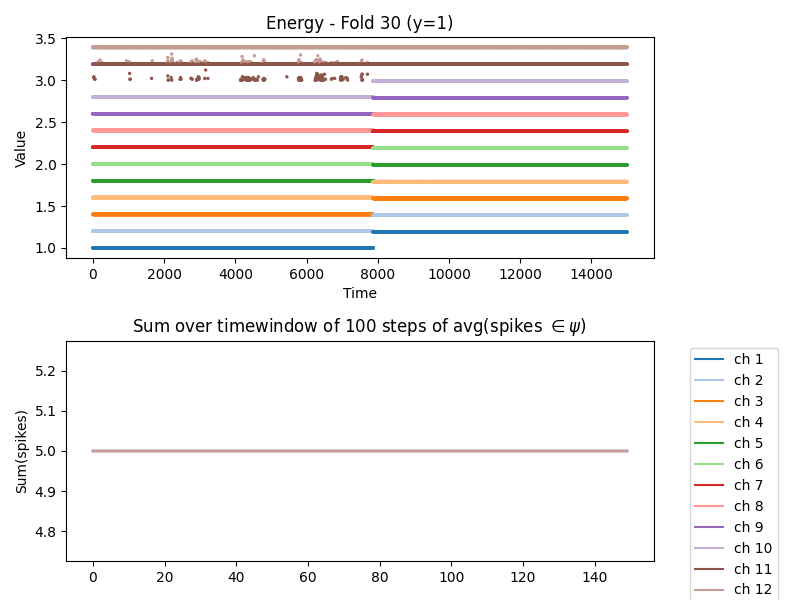 Energy - Fold 30 (y=1)
Value
3.5
3.0
2.5
2.0
1.5
1.0
0 2000 4000 6000 8000 10000 12000 14000
Time
Sum over timewindow of 100 steps of avg(spikes ∈ ψ)
Sum(spikes)
5.2
5.1
5.0
4.9
4.8
0 20 40 60 80 100 120 140
ch 1
ch 2
ch 3
ch 4
ch 5
ch 6
ch 7
ch 8
ch 9
ch 10
ch 11
ch 12